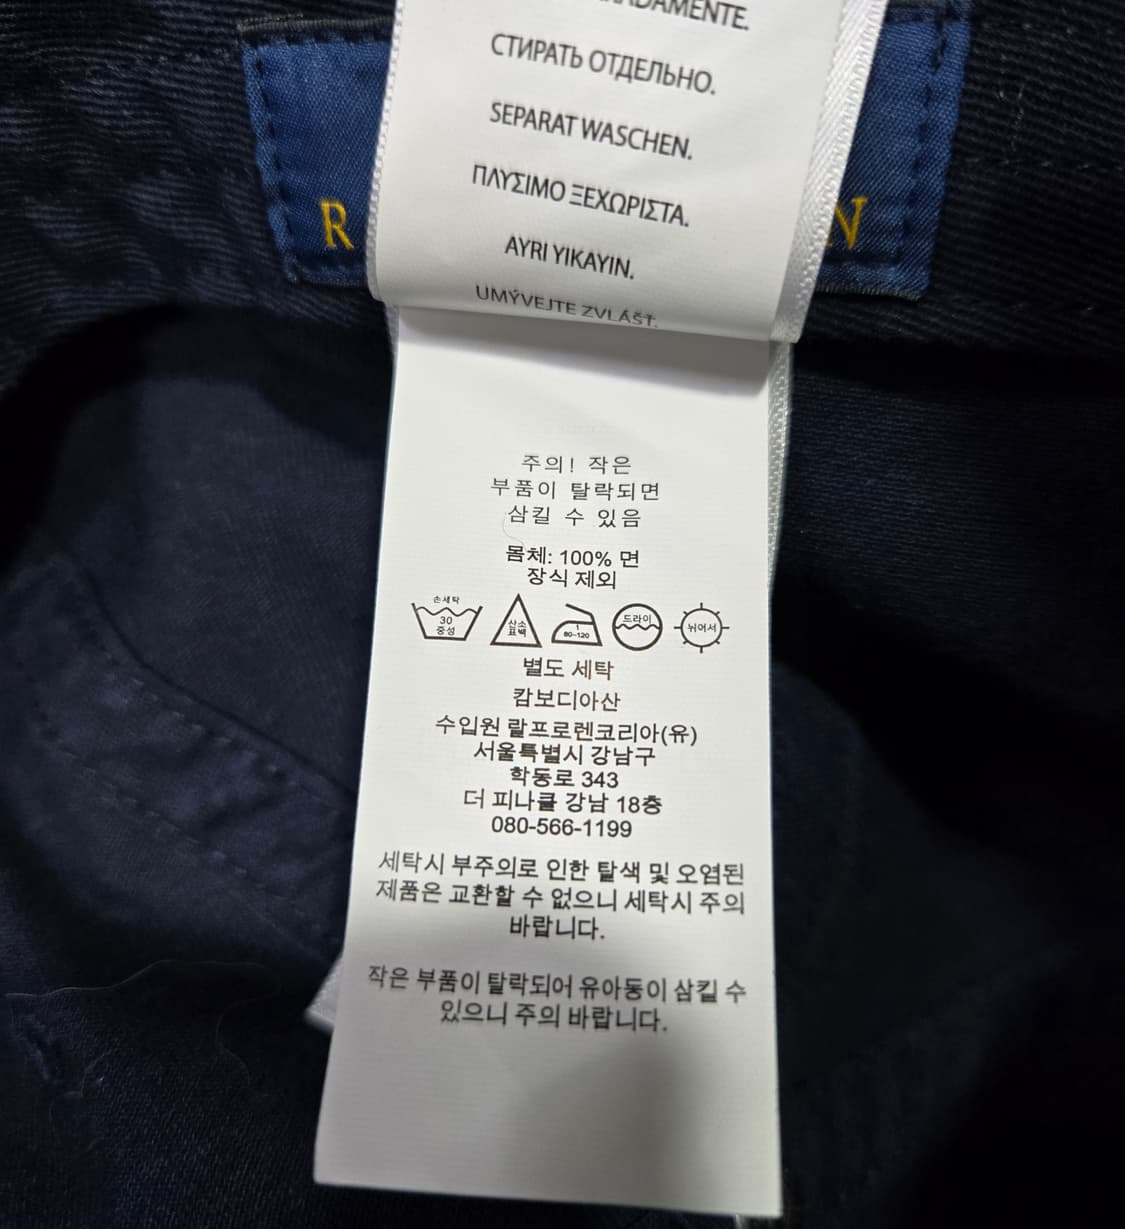 СТИРАТЬ ОТДЕЛЬНО.
SEPARAT WASCHEN.
ΠΛΥΣΙΜΟ ΞΕΧΩΡΙΣΤΑ.
AYRI YIKAYIN.
UMÝVEJTE ZVLÁŠŤ.
R N
주의! 작은
부품이 탈락되면
삼킬 수 있음
몸체: 100% 면
장식 제외
손세탁 30 중성
산소 표백
1 80-120
드라이
뉘어서
별도 세탁
캄보디아산
수입원 랄프로렌코리아(유)
서울특별시 강남구
학동로 343
더 피나클 강남 18층
080-566-1199
세탁시 부주의로 인한 탈색 및 오염된
제품은 교환할 수 없으니 세탁시 주의
바랍니다.
작은 부품이 탈락되어 유아동이 삼킬 수
있으니 주의 바랍니다.